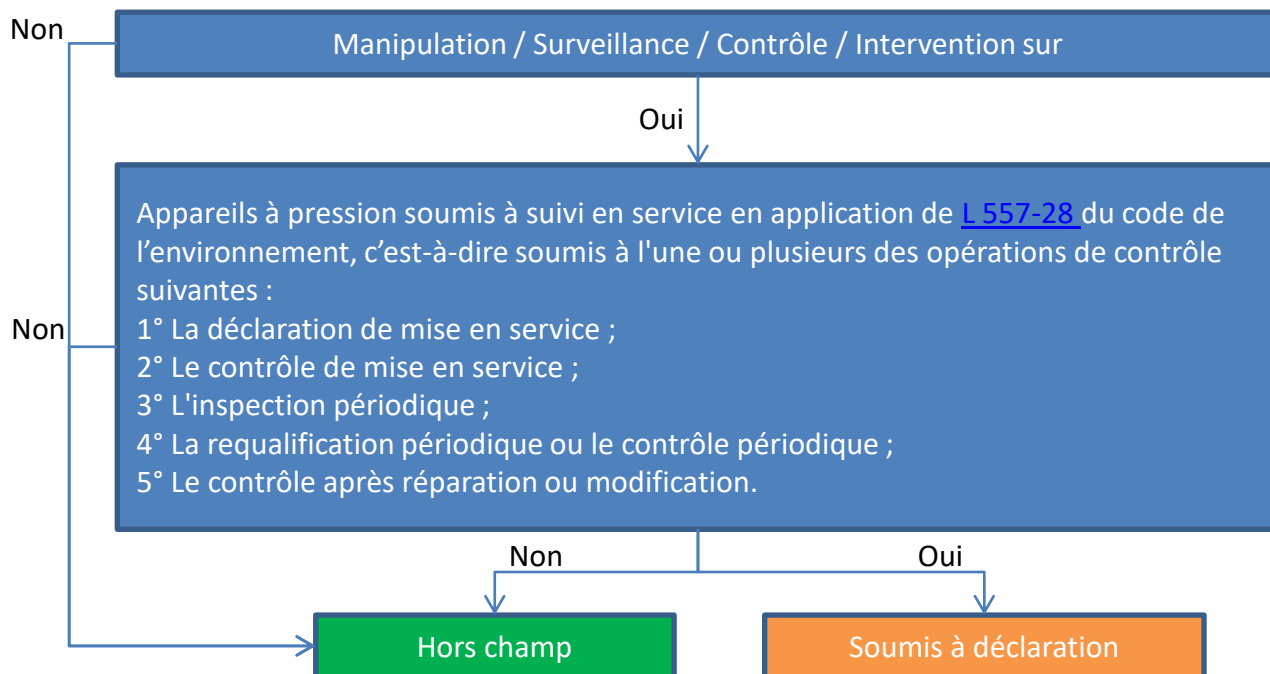 Non
Manipulation / Surveillance / Contrôle / Intervention sur
Oui
Appareils à pression soumis à suivi en service en application de L 557-28 du code de
l’environnement, c’est-à-dire soumis à l'une ou plusieurs des opérations de contrôle
suivantes :
Non
1° La déclaration de mise en service ;
2° Le contrôle de mise en service ;
3° L'inspection périodique ;
4° La requalification périodique ou le contrôle périodique ;
5° Le contrôle après réparation ou modification.
Non
Oui
Hors champ
Soumis à déclaration